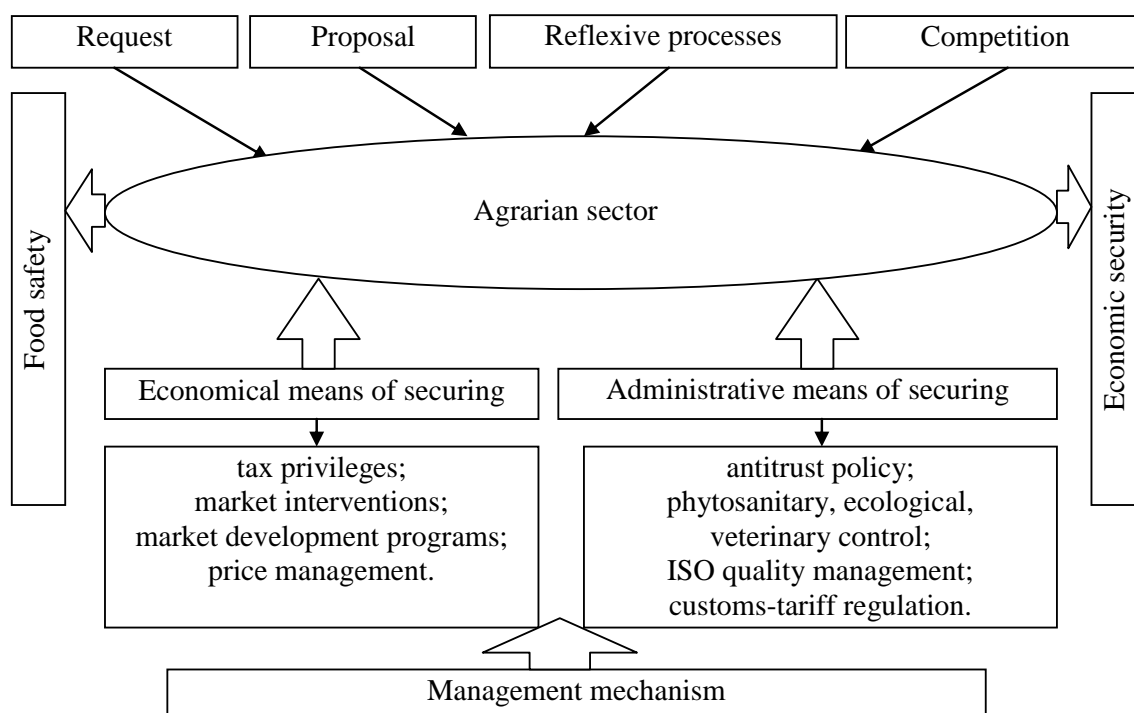 Request
Proposal
Reflexive processes
Competition
Food safety
Agrarian sector
Economic security
Economical means of securing
Administrative means of securing
tax privileges;
market interventions;
market development programs;
price management.
antitrust policy;
phytosanitary, ecological,
veterinary control;
ISO quality management;
customs-tariff regulation.
Management mechanism